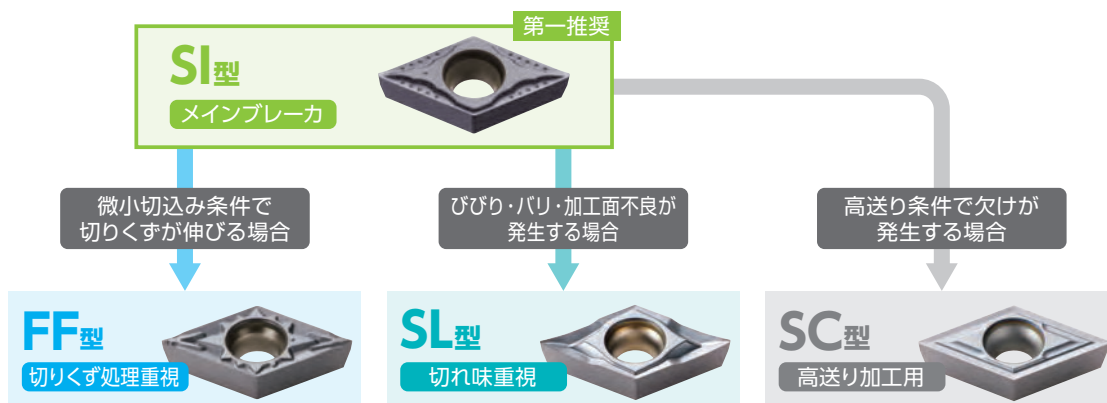 第一推奨
SI型
メインブレーカ
微小切込み条件で
切りくずが伸びる場合
びびり・バリ・加工面不良が
発生する場合
高送り条件で欠けが
発生する場合
FF型
切りくず処理重視
SL型
切れ味重視
SC型
高送り加工用